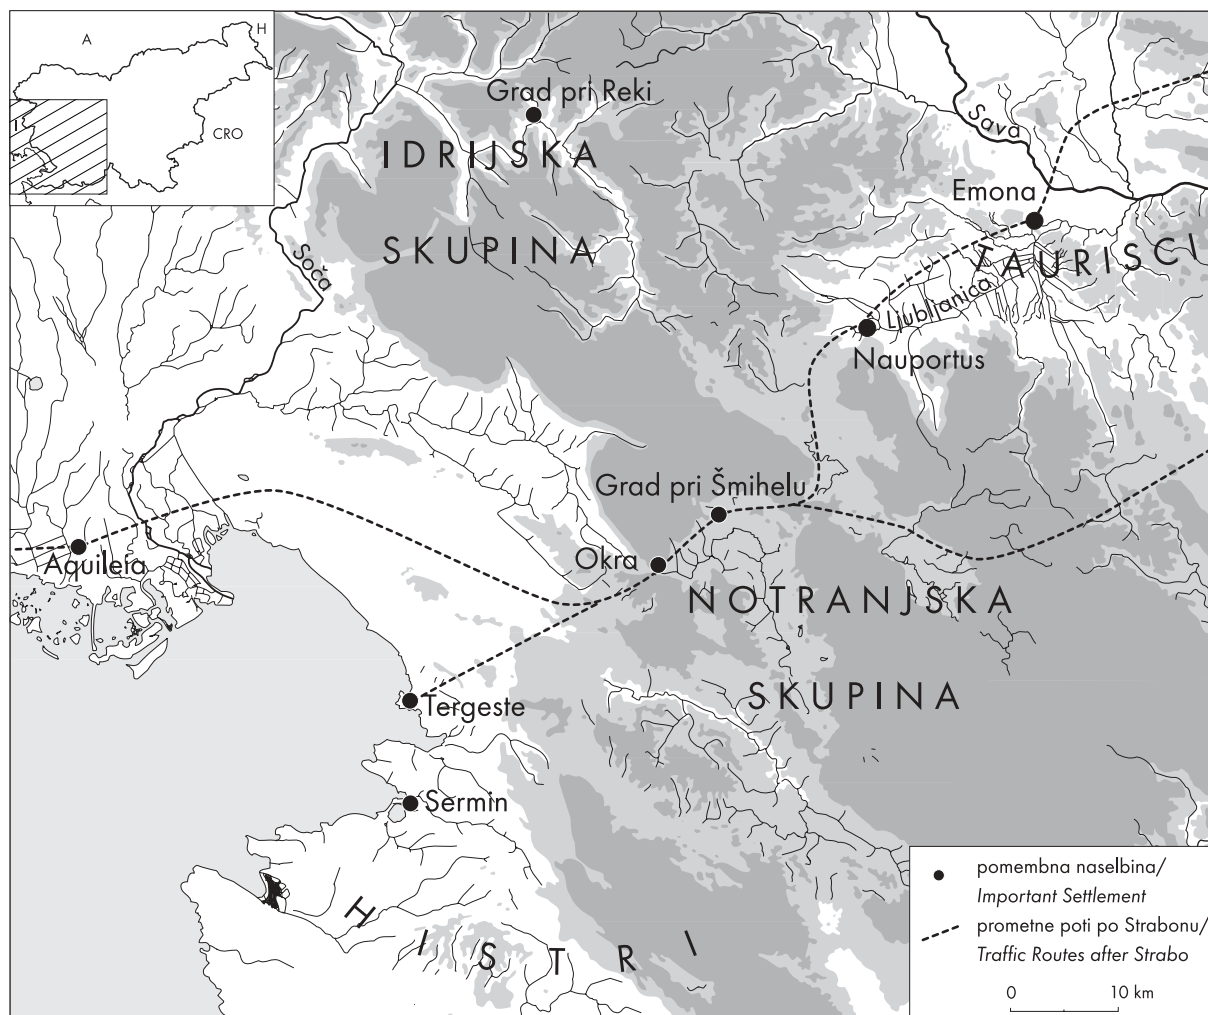 A
H
I
CRO
Grad pri Reki
IDRIJSKA
SKUPINA
Soča
Sava
Emona
TAURISCI
Ljubljanica
Nauportus
Grad pri Šmihelu
Okra
Aquileia
NOTRANJSKA
SKUPINA
Tergeste
Sermin
HISTRI
pomembna naselbina/
Important Settlement
prometne poti po Strabonu/
Traffic Routes after Strabo
0 10 km